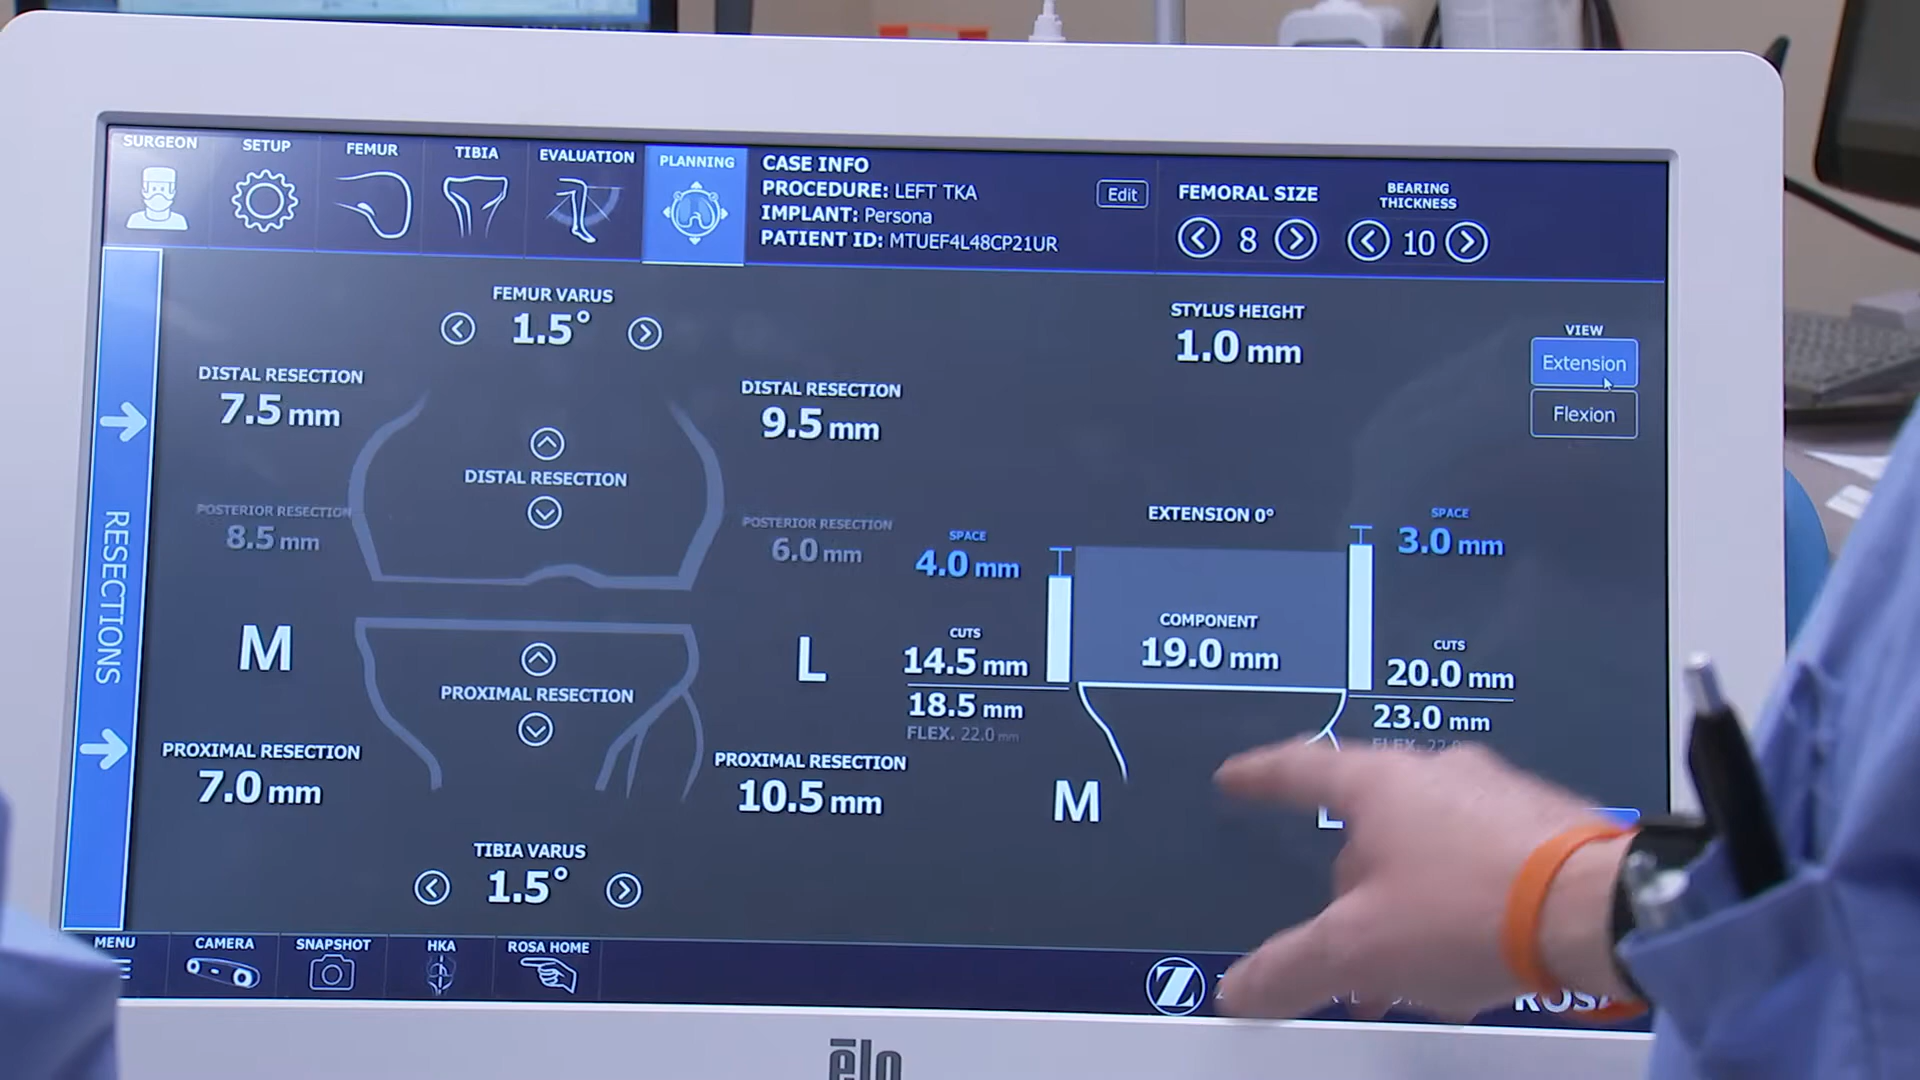 SURGEON
SETUP
FEMUR
TIBIA
EVALUATION
PLANNING
CASE INFO
PROCEDURE: LEFT TKA
IMPLANT: Persona
PATIENT ID: MTUEF4L48CP21UR
Edit
FEMORAL SIZE
8
BEARING
THICKNESS
10
FEMUR VARUS
1.5°
STYLUS HEIGHT
1.0 mm
VIEW
Extension
Flexion
DISTAL RESECTION
7.5 mm
DISTAL RESECTION
9.5 mm
DISTAL RESECTION
POSTERIOR RESECTION
8.5 mm
POSTERIOR RESECTION
6.0 mm
RESECTIONS
M
L
PROXIMAL RESECTION
PROXIMAL RESECTION
7.0 mm
PROXIMAL RESECTION
10.5 mm
TIBIA VARUS
1.5°
EXTENSION 0°
SPACE
4.0 mm
SPACE
3.0 mm
COMPONENT
19.0 mm
CUTS
14.5 mm
18.5 mm
FLEX. 22.0 mm
CUTS
20.0 mm
23.0 mm
FLEX. 22.0
M
L
MENU
CAMERA
SNAPSHOT
HKA
ROSA HOME
Z
ROSA
elo